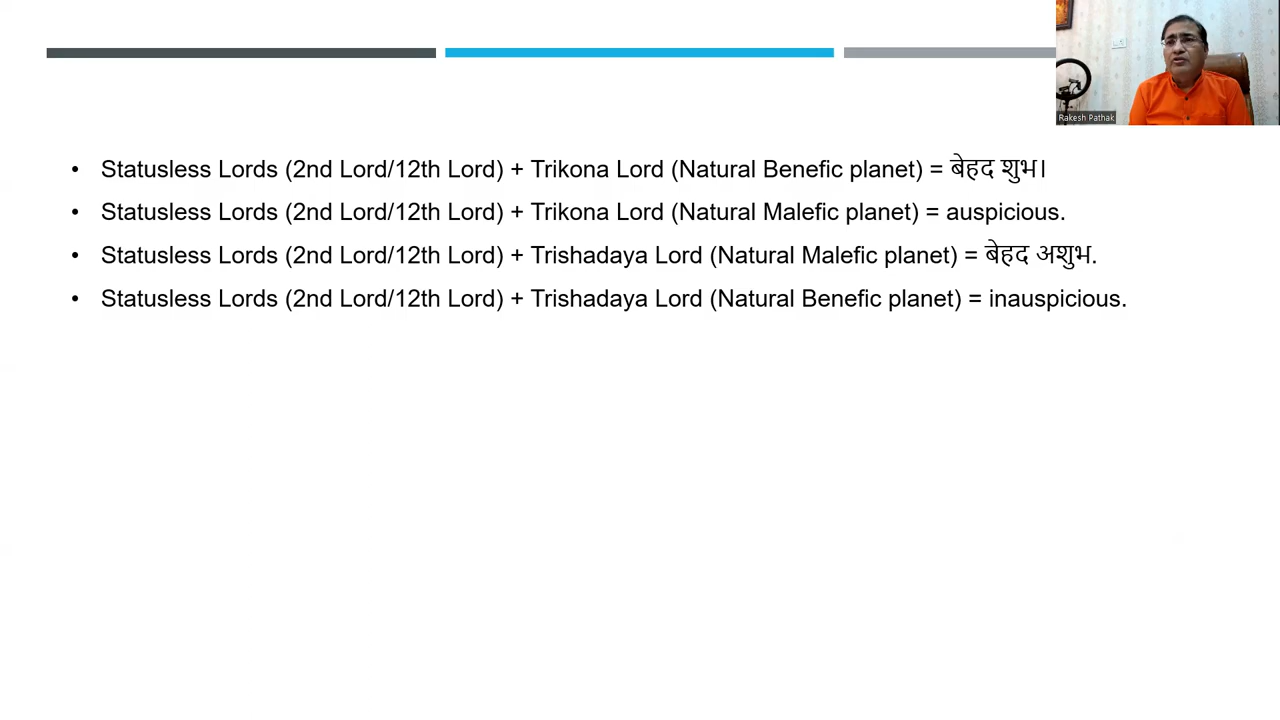 Rakesh Pathak
• Statusless Lords (2nd Lord/12th Lord) + Trikona Lord (Natural Benefic planet) = बेहद शुभ।
• Statusless Lords (2nd Lord/12th Lord) + Trikona Lord (Natural Malefic planet) = auspicious.
• Statusless Lords (2nd Lord/12th Lord) + Trishadaya Lord (Natural Malefic planet) = बेहद अशुभ.
• Statusless Lords (2nd Lord/12th Lord) + Trishadaya Lord (Natural Benefic planet) = inauspicious.